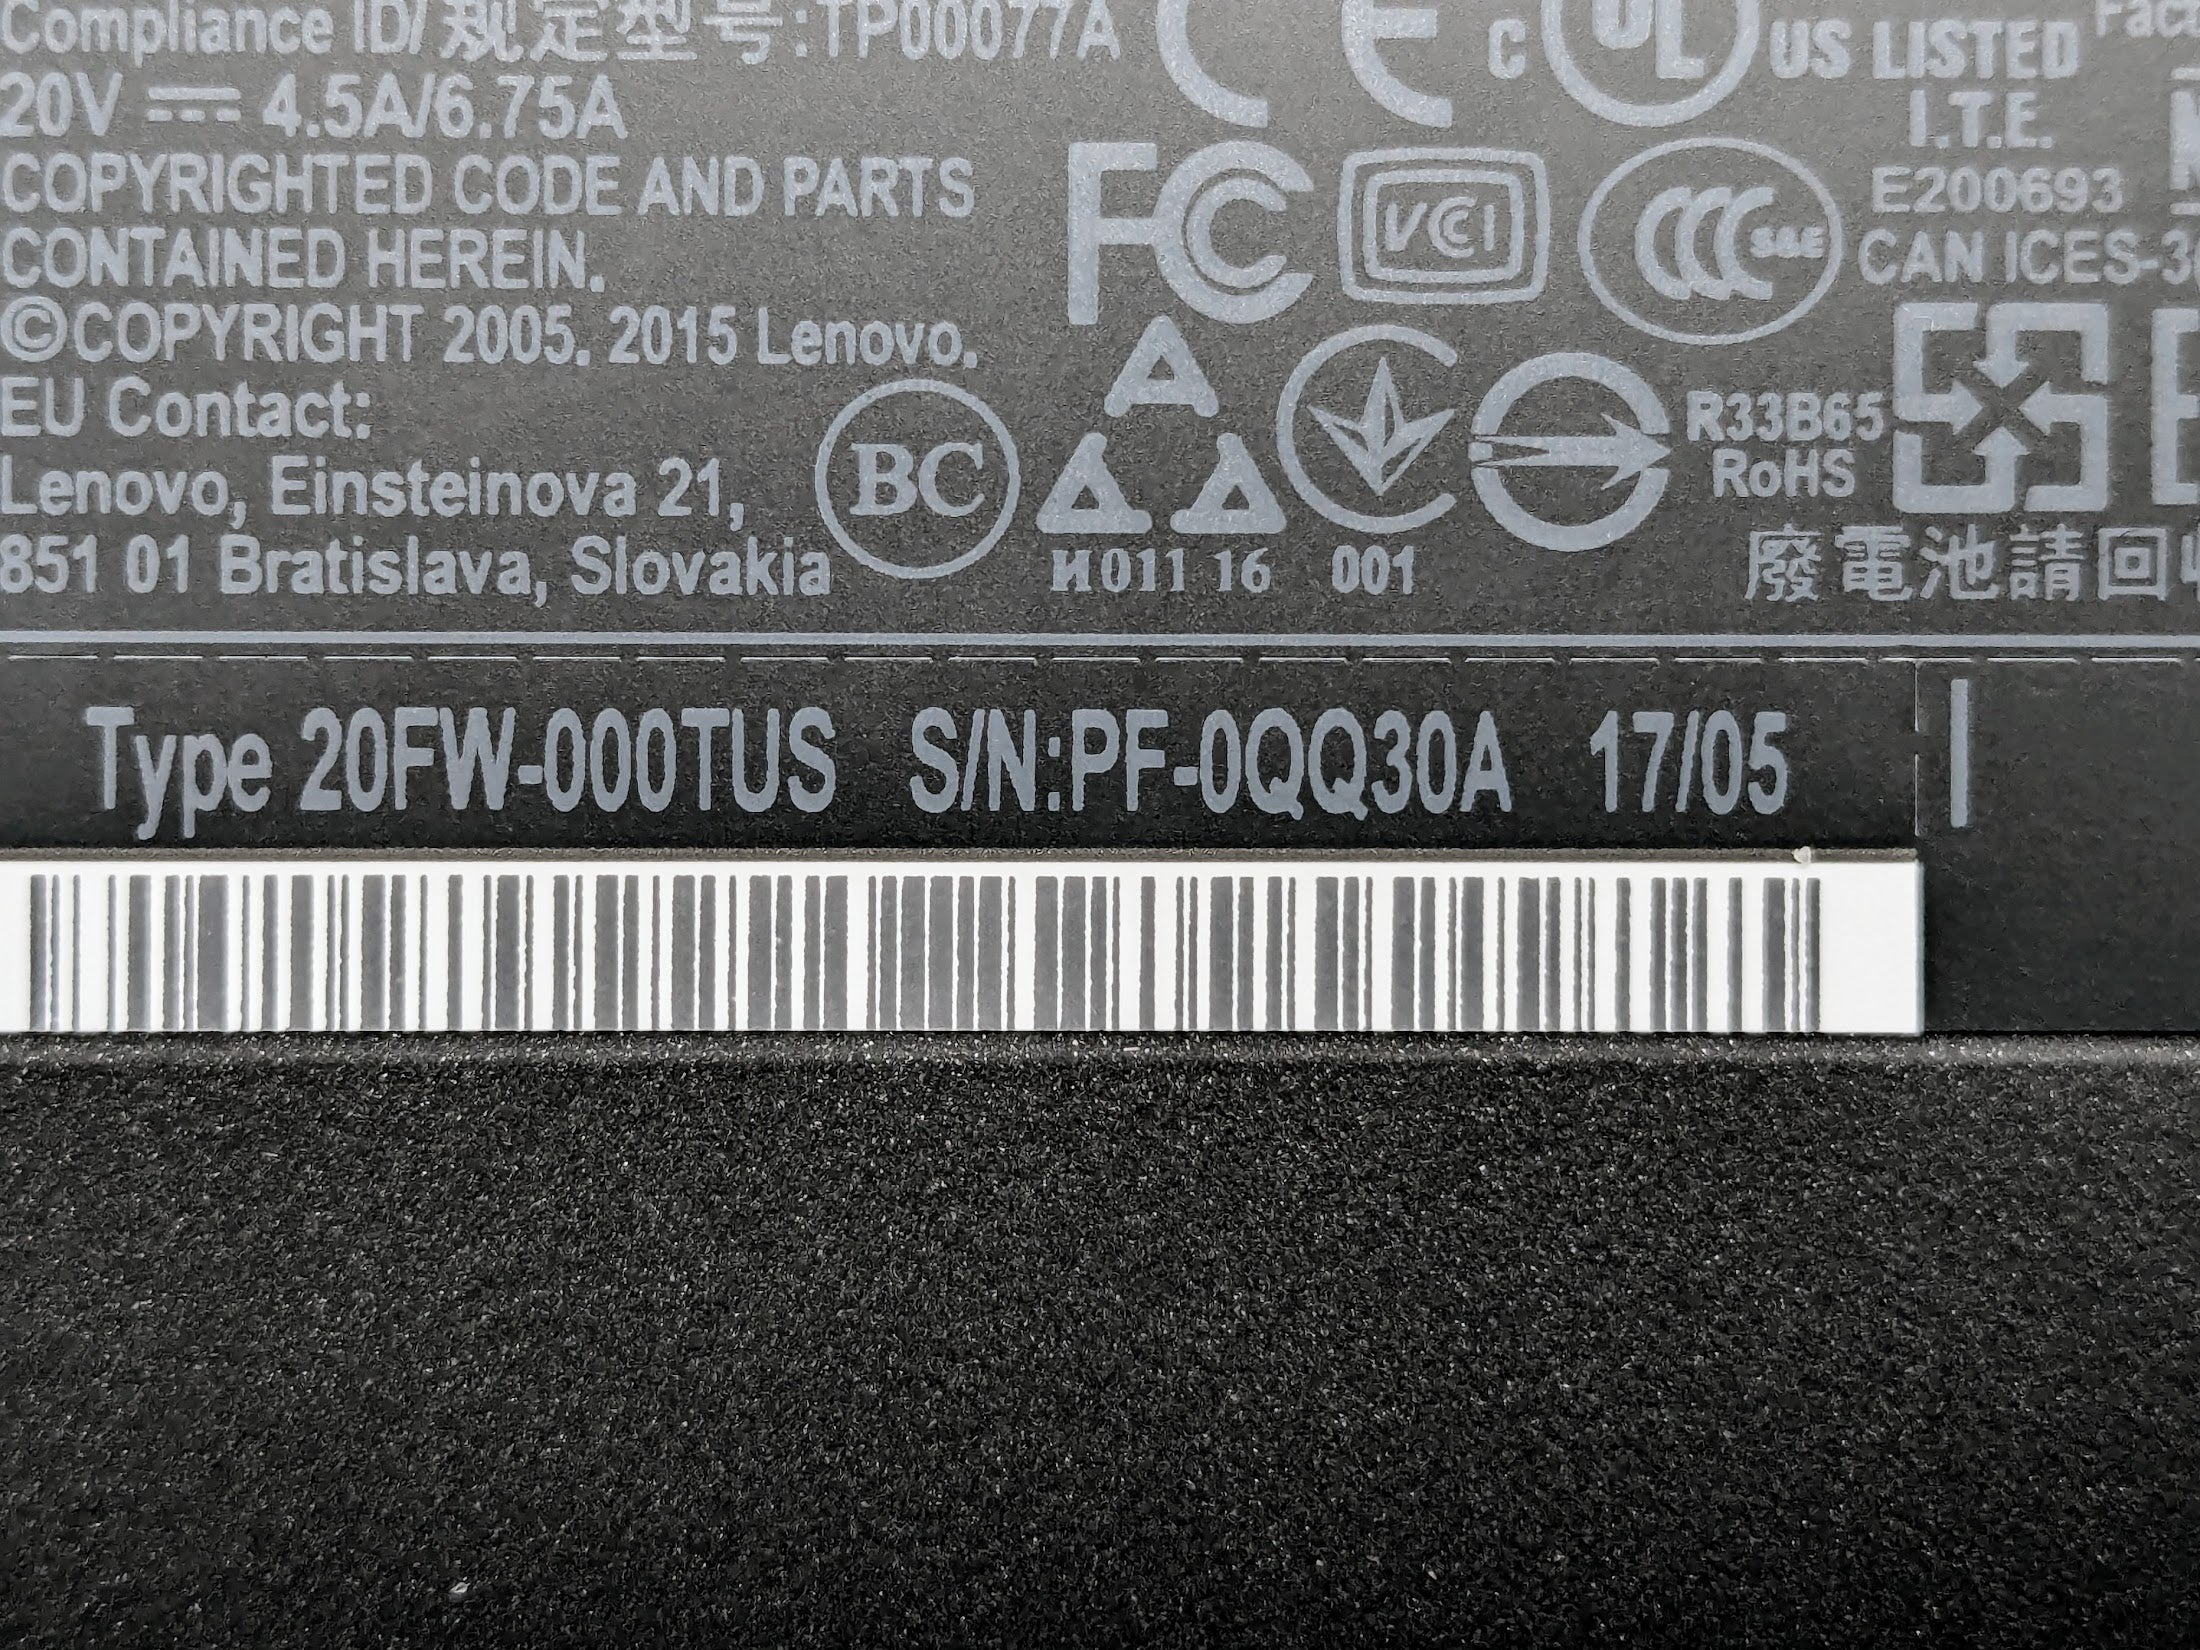 Compliance ID/规定型号:TP00077A
20V ⎓ 4.5A/6.75A
COPYRIGHTED CODE AND PARTS
CONTAINED HEREIN.
©COPYRIGHT 2005, 2015 Lenovo.
EU Contact:
Lenovo, Einsteinova 21,
851 01 Bratislava, Slovakia
CE
C UL US LISTED
I.T.E.
E200693
CAN ICES-3
FC
VCCI
CCC S&E
BC
И011 16
001
R33B65
RoHS
廢電池請回
Type 20FW-000TUS S/N:PF-0QQ30A 17/05